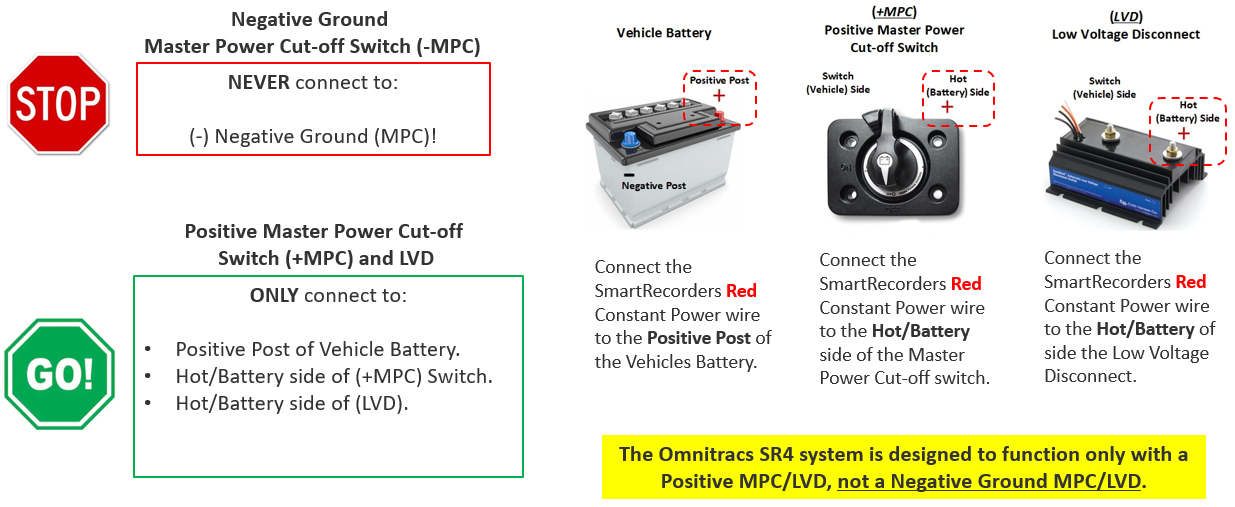 Negative Ground
Master Power Cut-off Switch (-MPC)
STOP
NEVER connect to:
(-) Negative Ground (MPC)!
Positive Master Power Cut-off
Switch (+MPC) and LVD
GO!
ONLY connect to:
• Positive Post of Vehicle Battery.
• Hot/Battery side of (+MPC) Switch.
• Hot/Battery side of (LVD).
Vehicle Battery
Positive Post
+
-
Negative Post
Connect the
SmartRecorders Red
Constant Power wire
to the Positive Post of
the Vehicles Battery.
(+MPC)
Positive Master Power
Cut-off Switch
Switch
(Vehicle) Side
Hot
(Battery) Side
+
ON
Connect the
SmartRecorders Red
Constant Power wire
to the Hot/Battery
side of the Master
Power Cut-off switch.
(LVD)
Low Voltage Disconnect
Switch
(Vehicle) Side
Hot
(Battery) Side
+
Connect the
SmartRecorders Red
Constant Power wire
to the Hot/Battery of
side the Low Voltage
Disconnect.
The Omnitracs SR4 system is designed to function only with a
Positive MPC/LVD, not a Negative Ground MPC/LVD.